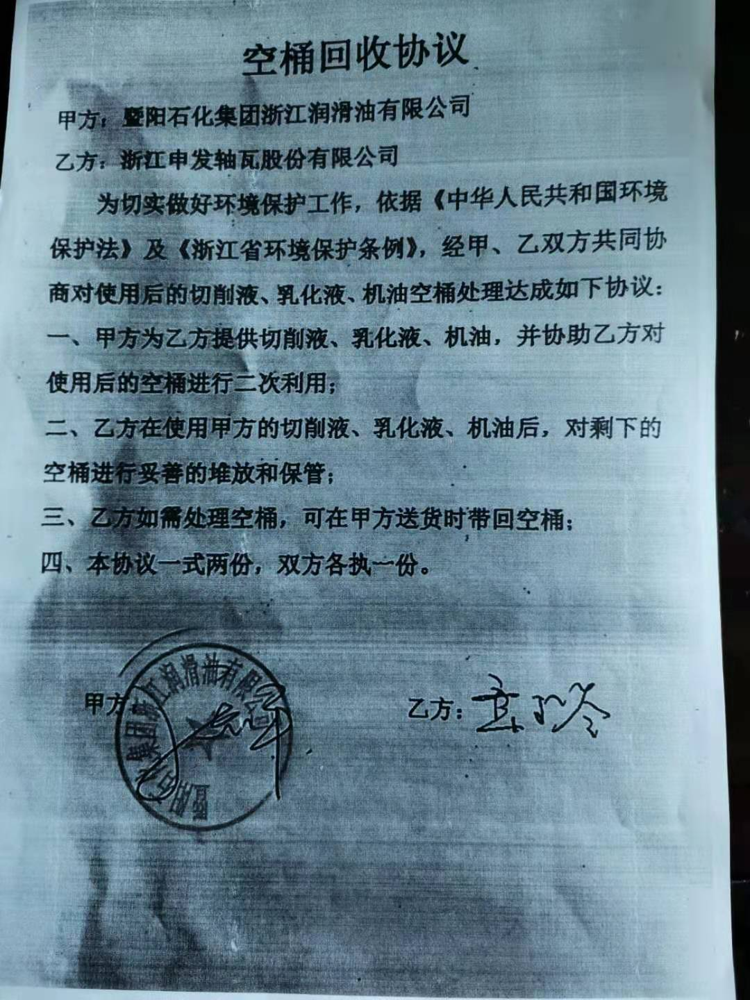 空桶回收协议
甲方：暨阳石化集团浙江润滑油有限公司
乙方：浙江申发轴瓦股份有限公司
为切实做好环境保护工作，依据《中华人民共和国环境
保护法》及《浙江省环境保护条例》，经甲、乙双方共同协
商对使用后的切削液、乳化液、机油空桶处理达成如下协议：
一、甲方为乙方提供切削液、乳化液、机油，并协助乙方对
使用后的空桶进行二次利用；
二、乙方在使用甲方的切削液、乳化液、机油后，对剩下的
空桶进行妥善的堆放和保管；
三、乙方如需处理空桶，可在甲方送货时带回空桶；
四、本协议一式两份，双方各执一份。
甲方
暨阳石化集团浙江润滑油有限
乙方：